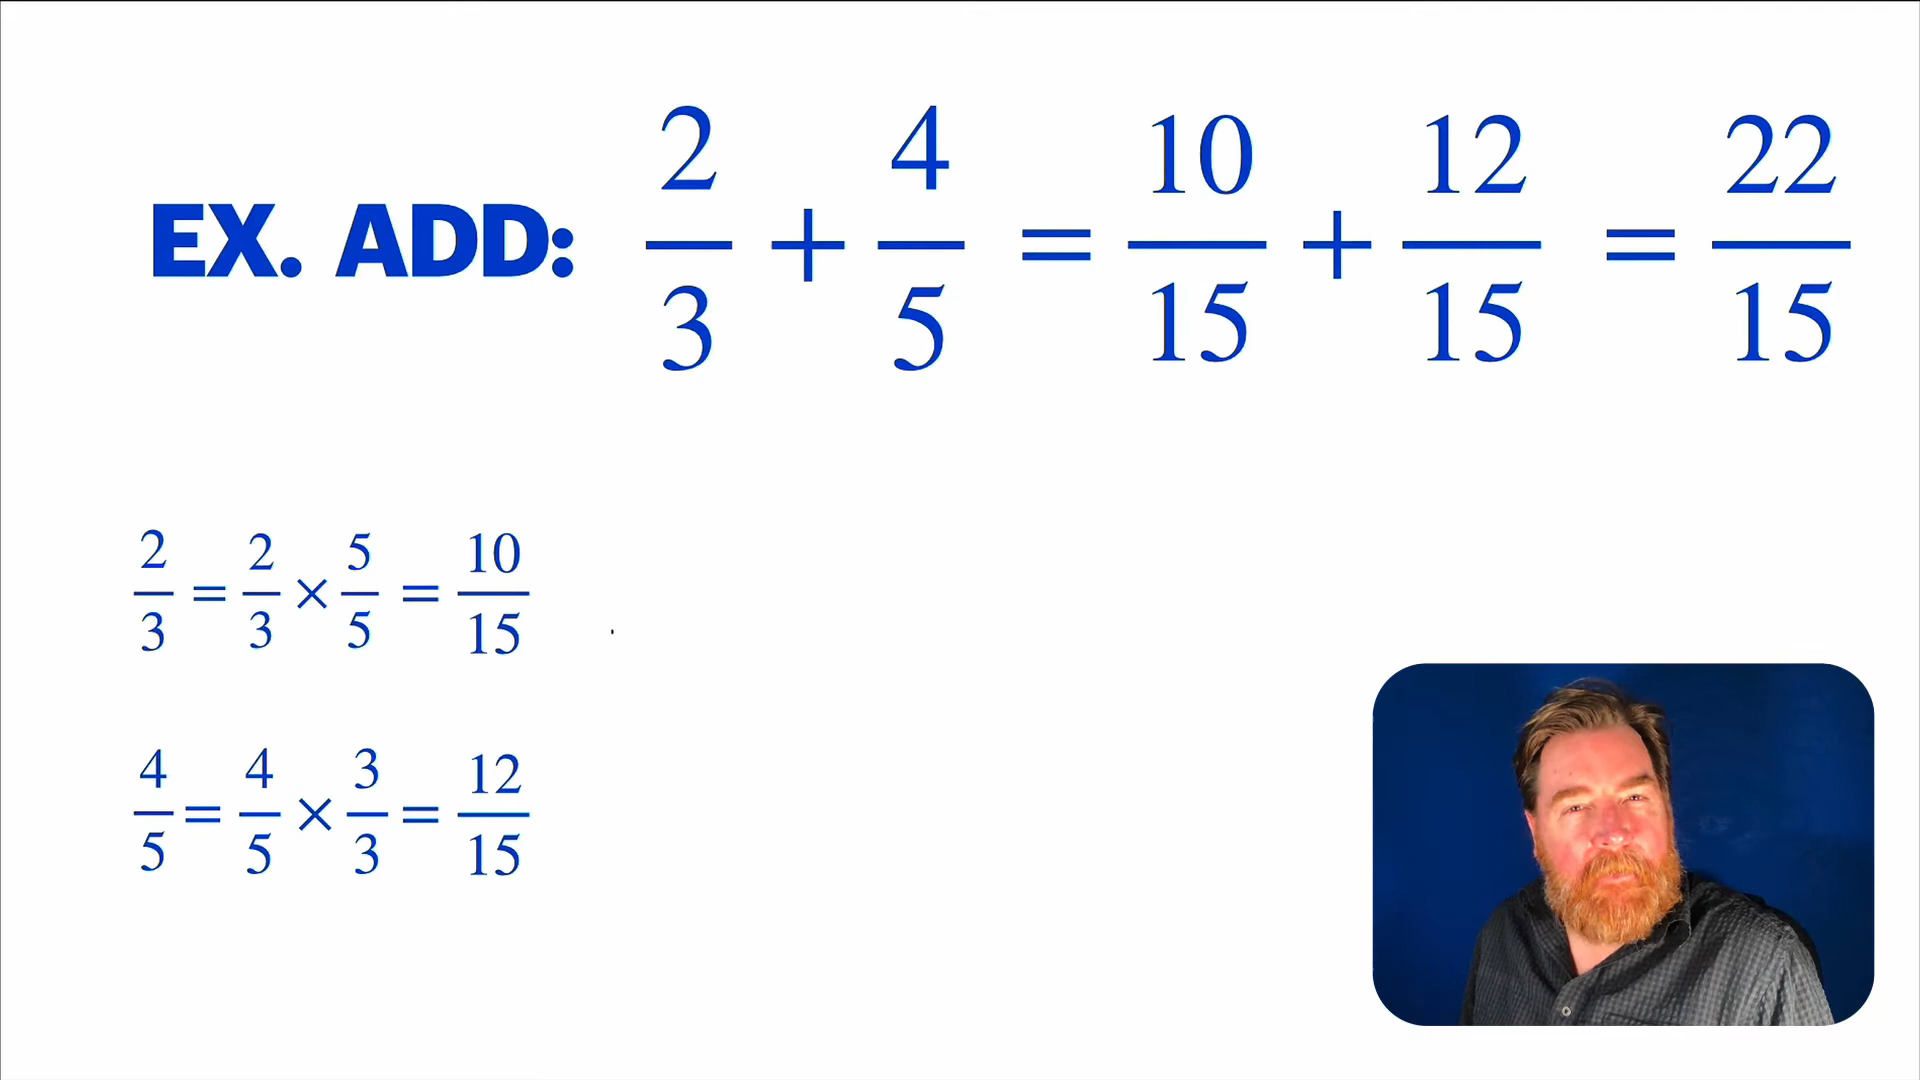 EX. ADD: 2/3 + 4/5 = 10/15 + 12/15 = 22/15
2/3 = 2/3 × 5/5 = 10/15
4/5 = 4/5 × 3/3 = 12/15